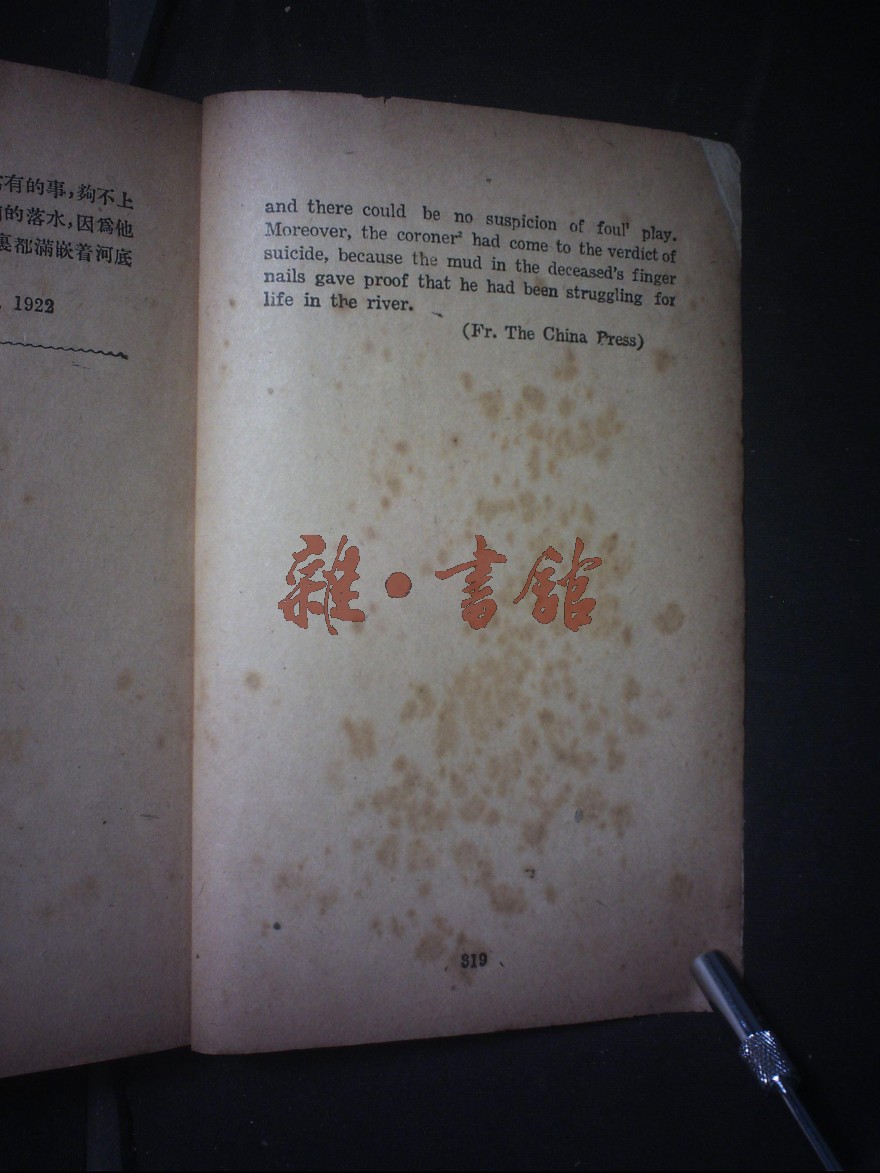 有的事,夠不上
的落水,因爲他
裏都滿嵌着河底
1922
and there could be no suspicion of foul¹ play.
Moreover, the coroner² had come to the verdict of
suicide, because the mud in the deceased's finger
nails gave proof that he had been struggling for
life in the river.
(Fr. The China Press)
雜·書館
319